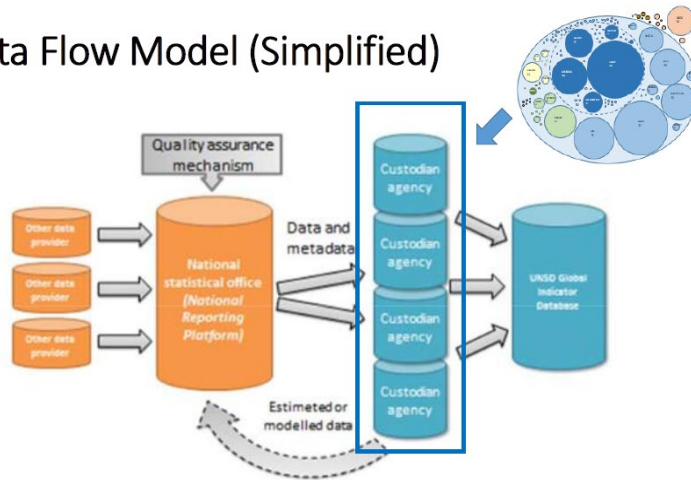 ta Flow Model (Simplified)
Quality assurance
mechanism
Other data
provider
Other data
provider
Other data
provider
National
statistical office
(National
Reporting
Platform)
Data and
metadata
Custodian
agency
Custodian
agency
Custodian
agency
Custodian
agency
UNSD Global
Indicator
Database
Estimeted or
modelled data